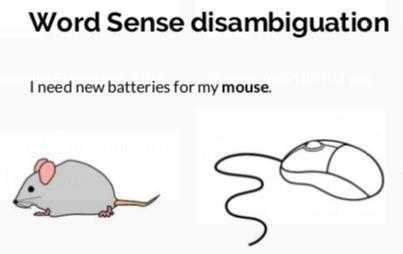 Word Sense disambiguation
I need new batteries for my mouse.